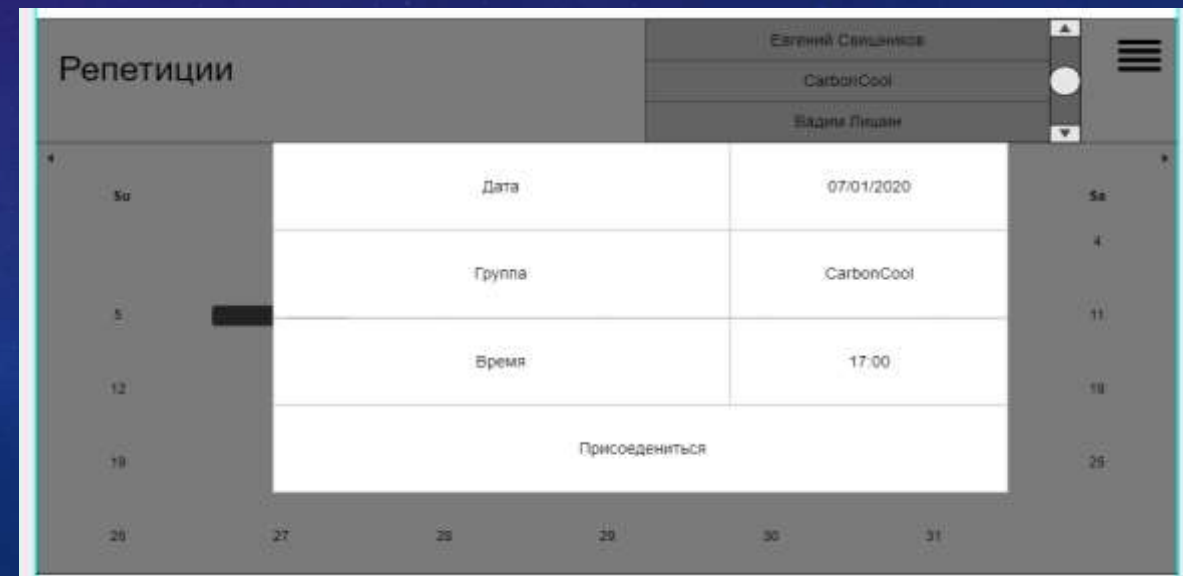 Евгений Свишников
Репетиции
CarbonCool
Вадим Лишин
Su
Sa
Дата 07/01/2020
4
Группа CarbonCool
5 11
Время 17:00
12 18
Присоедениться
19 25
26 27 28 29 30 31